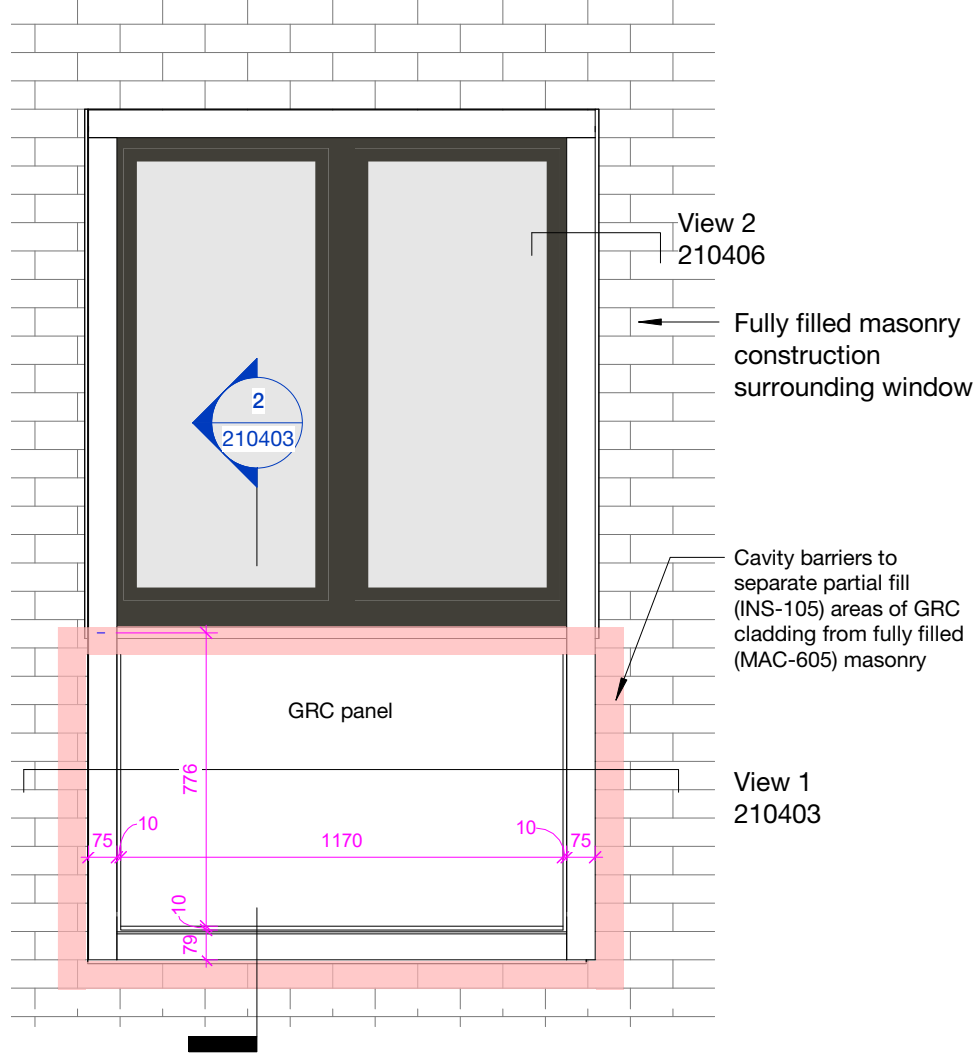 View 2
210406
Fully filled masonry
construction
surrounding window
2
210403
Cavity barriers to
separate partial fill
(INS-105) areas of GRC
cladding from fully filled
(MAC-605) masonry
GRC panel
776
View 1
210403
75
10
1170
10
75
10
79